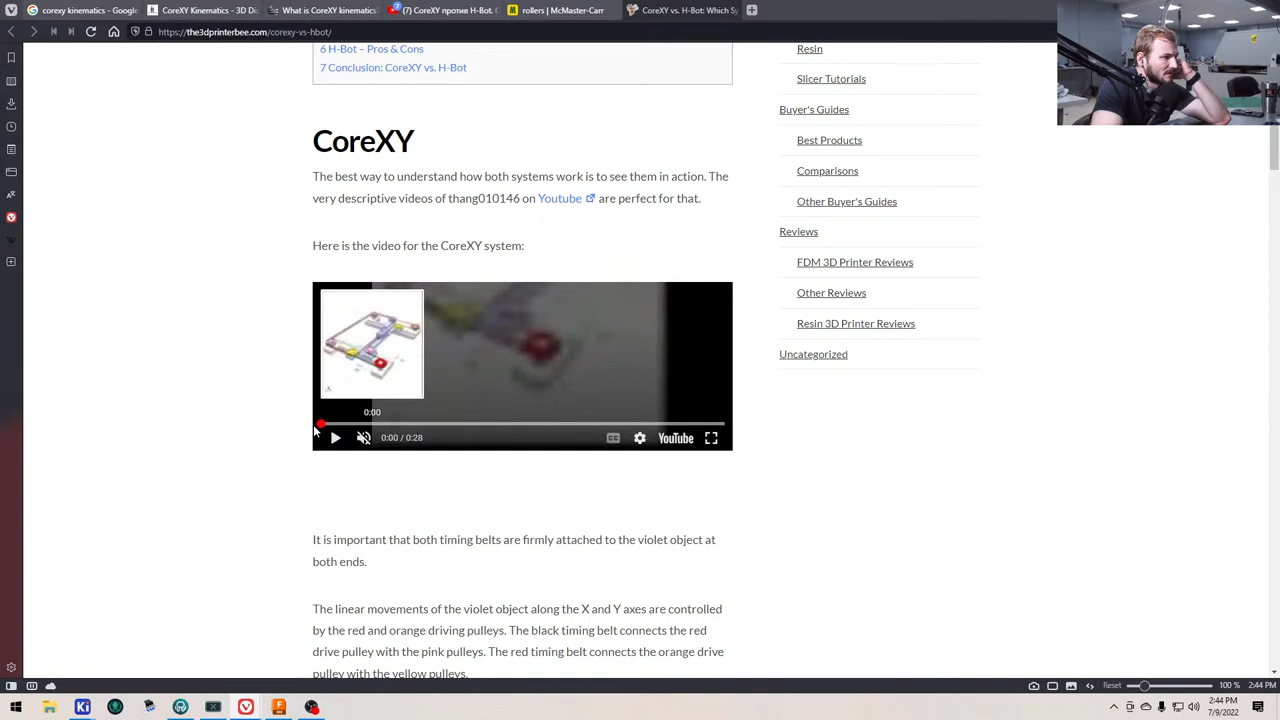 corexy kinematics - Google
CoreXY Kinematics - 3D Di
What is CoreXY kinemati
(7) CoreXY против H-Bot. С
rollers | McMaster-Carr
CoreXY vs. H-Bot: Which Sy
https://the3dprinterbee.com/corexy-vs-hbot/
6 H-Bot – Pros & Cons
7 Conclusion: CoreXY vs. H-Bot
CoreXY
The best way to understand how both systems work is to see them in action. The
very descriptive videos of thang010146 on Youtube are perfect for that.
Here is the video for the CoreXY system:
0:00
0:00 / 0:28
CC
YouTube
It is important that both timing belts are firmly attached to the violet object at
both ends.
The linear movements of the violet object along the X and Y axes are controlled
by the red and orange driving pulleys. The black timing belt connects the red
drive pulley with the pink pulleys. The red timing belt connects the orange drive
pulley with the yellow pulleys.
Resin
Slicer Tutorials
Buyer's Guides
Best Products
Comparisons
Other Buyer's Guides
Reviews
FDM 3D Printer Reviews
Other Reviews
Resin 3D Printer Reviews
Uncategorized
Reset
100 %
2:44 PM
Ki
2:44 PM
7/9/2022